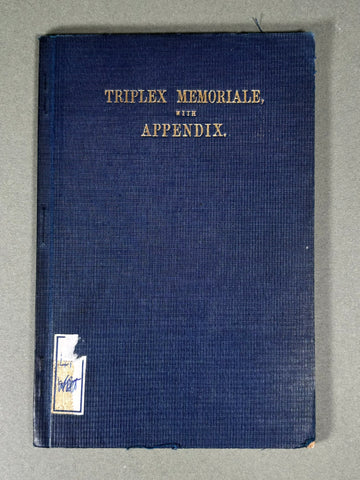 TRIPLEX MEMORIALE,
WITH
APPENDIX.